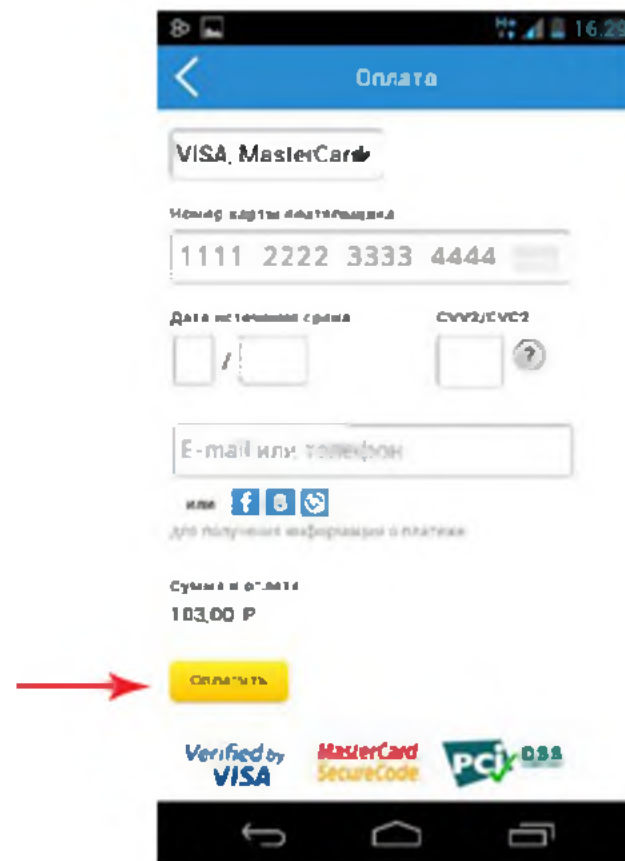 16.29
Оплата
VISA, MasterCard
Номер карты плательщика
1111 2222 3333 4444
Дата истечения срока CVV2/CVC2
/ ?
E-mail или телефон
или f
для получения информации о платеже
Сумма к оплате
103,00 Р
Оплатить
Verified by VISA MasterCard SecureCode PCI DSS